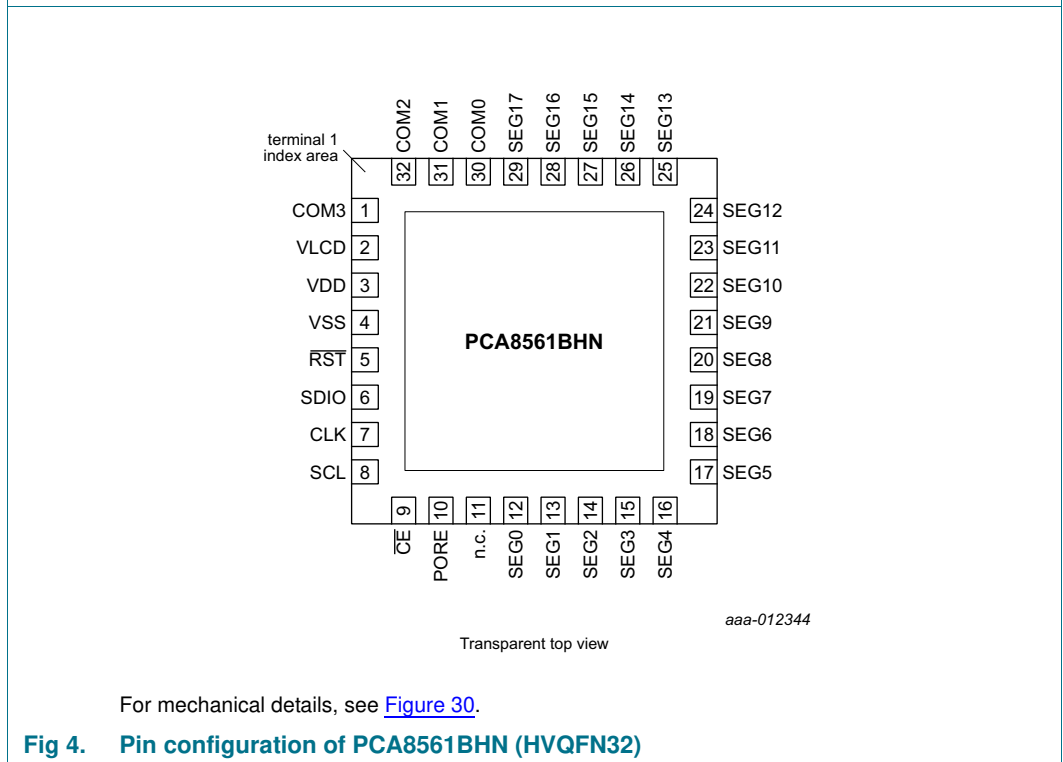 COM2
COM1
COM0
SEG17
SEG16
SEG15
SEG14
SEG13
terminal 1
index area
32
31
30
29
28
27
26
25
COM3 1
VLCD 2
VDD 3
VSS 4
RST 5
SDIO 6
CLK 7
SCL 8
PCA8561BHN
24 SEG12
23 SEG11
22 SEG10
21 SEG9
20 SEG8
19 SEG7
18 SEG6
17 SEG5
9
10
11
12
13
14
15
16
CE
PORE
n.c.
SEG0
SEG1
SEG2
SEG3
SEG4
aaa-012344
Transparent top view
For mechanical details, see Figure 30.
Fig 4. Pin configuration of PCA8561BHN (HVQFN32)